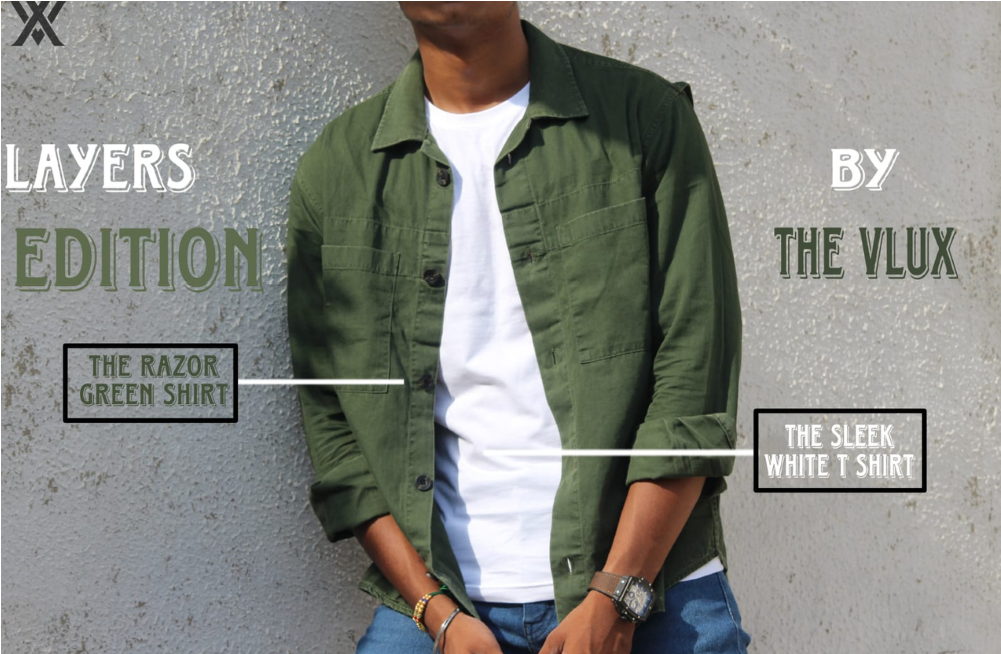 LAYERS
EDITION
BY
THE VLUX
THE RAZOR
GREEN SHIRT
THE SLEEK
WHITE T SHIRT